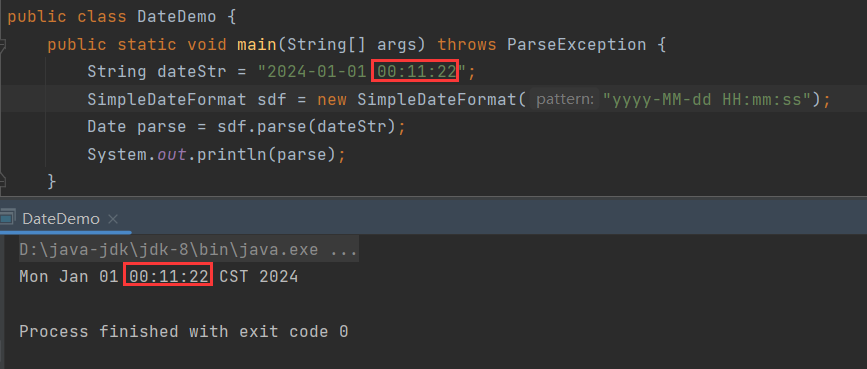 public class DateDemo {
public static void main(String[] args) throws ParseException {
String dateStr = "2024-01-01 00:11:22";
SimpleDateFormat sdf = new SimpleDateFormat( pattern: "yyyy-MM-dd HH:mm:ss");
Date parse = sdf.parse(dateStr);
System.out.println(parse);
}
DateDemo ×
D:\java-jdk\jdk-8\bin\java.exe ...
Mon Jan 01 00:11:22 CST 2024
Process finished with exit code 0